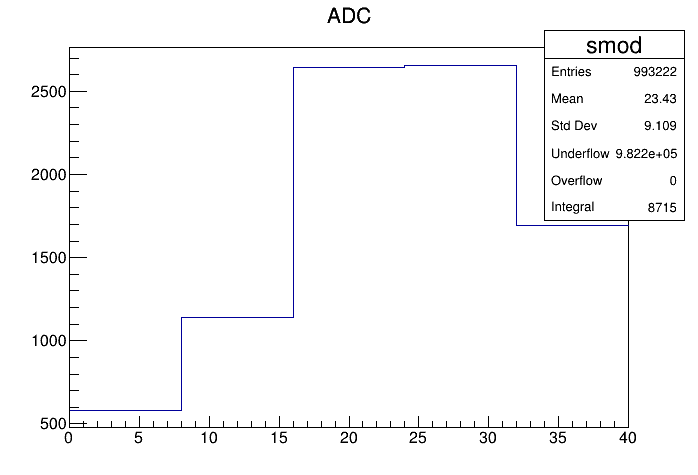 ADC
smod
Entries 993222
Mean 23.43
Std Dev 9.109
Underflow 9.822e+05
Overflow 0
Integral 8715
2500
2000
1500
1000
500
0 5 10 15 20 25 30 35 40